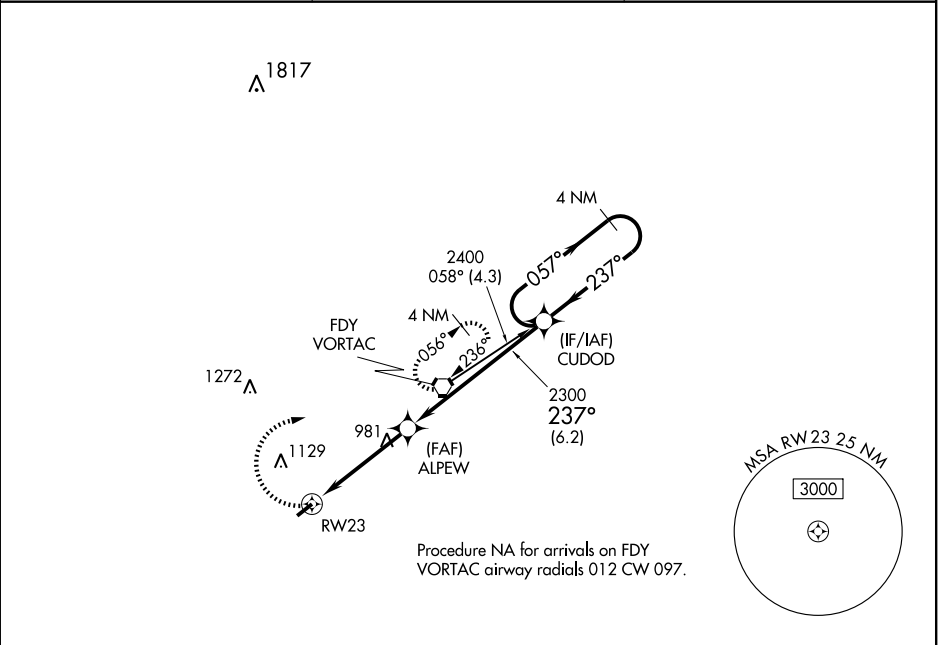 1817
4 NM
2400
058° (4.3)
057°
237°
4 NM
FDY
VORTAC
056°
236°
(IF/IAF)
CUDOD
1272
2300
237°
(6.2)
981
(FAF)
ALPEW
1129
RW23
MSA RW23 25 NM
3000
Procedure NA for arrivals on FDY
VORTAC airway radials 012 CW 097.